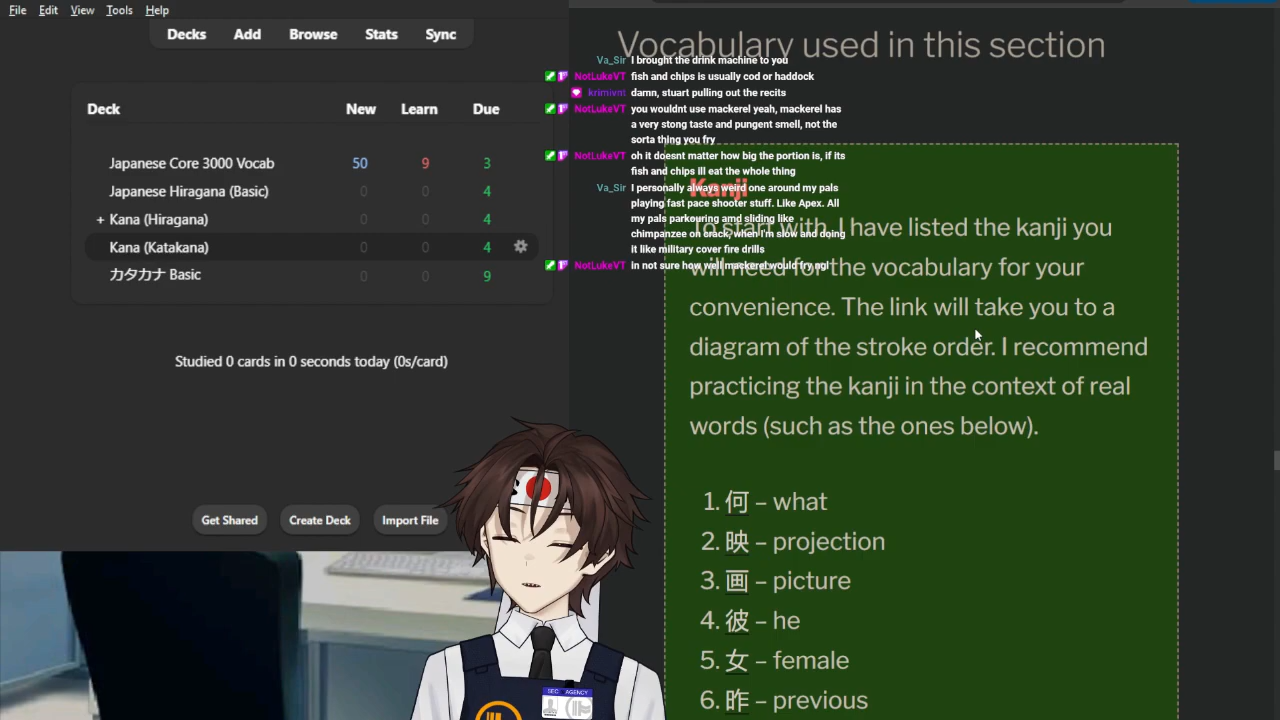 File Edit View Tools Help
Decks Add Browse Stats Sync
Deck New Learn Due
Japanese Core 3000 Vocab 50 9 3
Japanese Hiragana (Basic) 0 0 4
+ Kana (Hiragana) 0 0 4
Kana (Katakana) 0 0 4
カタカナ Basic 0 0 9
Studied 0 cards in 0 seconds today (0s/card)
Get Shared Create Deck Import File
Vocabulary used in this section
Va_Sir I brought the drink machine to you
NotLukeVT fish and chips is usually cod or haddock
krimivnt damn, stuart pulling out the recits
NotLukeVT you wouldnt use mackerel yeah, mackerel has
a very stong taste and pungent smell, not the
sorta thing you fry
NotLukeVT oh it doesnt matter how big the portion is, if its
fish and chips ill eat the whole thing
Va_Sir I personally always weird one around my pals
playing fast pace shooter stuff. Like Apex. All
my pals parkouring amd sliding like
chimpanzee on crack, when I'm slow and doing
it like military cover fire drills
NotLukeVT in not sure how well mackerel would fry ngl
Kanji
To start with, I have listed the kanji you
will need for the vocabulary for your
convenience. The link will take you to a
diagram of the stroke order. I recommend
practicing the kanji in the context of real
words (such as the ones below).
1. 何 – what
2. 映 – projection
3. 画 – picture
4. 彼 – he
5. 女 – female
6. 昨 – previous